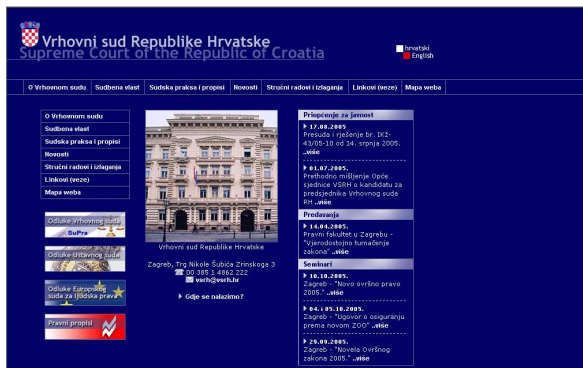 Vrhovni sud Republike Hrvatske
Supreme Court of the Republic of Croatia
hrvatski
English
O Vrhovnom sudu Sudbena vlast Sudska praksa i propisi Novosti Stručni radovi i izlaganja Linkovi (veze) Mapa weba
O Vrhovnom sudu
Sudbena vlast
Sudska praksa i propisi
Novosti
Stručni radovi i izlaganja
Linkovi (veze)
Mapa weba
Odluke Vrhovnog suda
SuPra
Odluke Ustavnog suda
Odluke Europskog
suda za ljudska prava
Pravni propisi
Vrhovni sud Republike Hrvatske
Zagreb, Trg Nikole Šubića Zrinskoga 3
00 385 1 4862 222
vsrh@vsrh.hr
Gdje se nalazimo?
Priopćenje za javnost
17.08.2005
Presuda i rješenje br. IKž-
43/05-10 od 14. srpnja 2005.
..više
01.07.2005.
Prethodno mišljenje Opće
sjednice VSRH o kandidatu za
predsjednika Vrhovnog suda
RH ..više
Predavanja
14.04.2005.
Pravni fakultet u Zagrebu -
"Vjerodostojno tumačenje
zakona" ..više
Seminari
10.10.2005.
Zagreb - "Novo ovršno pravo
2005." ..više
04. i 05.10.2005.
Zagreb - "Ugovor o osiguranju
prema novom ZOO" ..više
29.09.2005.
Zagreb - "Novela Ovršnog
zakona 2005." ..više